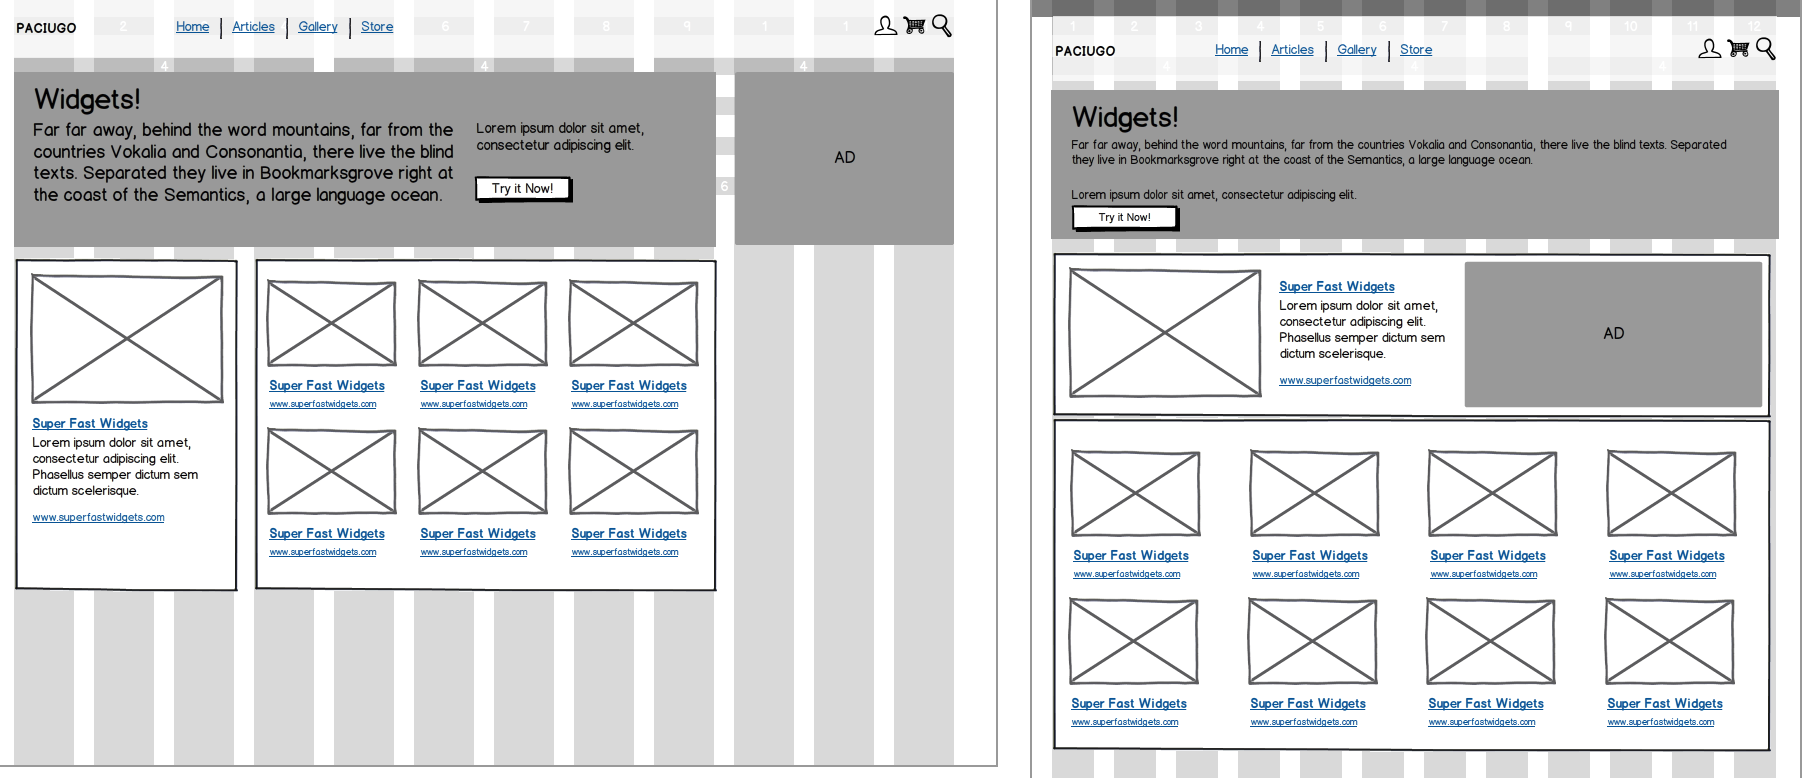 2 6 7 8 9 1 1
PACIUGO Home Articles Gallery Store
4 4 4
Widgets!
Far far away, behind the word mountains, far from the
countries Vokalia and Consonantia, there live the blind
texts. Separated they live in Bookmarksgrove right at
the coast of the Semantics, a large language ocean.
Lorem ipsum dolor sit amet,
consectetur adipiscing elit.
Try it Now!
6
AD
Super Fast Widgets
Lorem ipsum dolor sit amet,
consectetur adipiscing elit.
Phasellus semper dictum sem
dictum scelerisque.
www.superfastwidgets.com
Super Fast Widgets Super Fast Widgets Super Fast Widgets
www.superfastwidgets.com www.superfastwidgets.com www.superfastwidgets.com
Super Fast Widgets Super Fast Widgets Super Fast Widgets
www.superfastwidgets.com www.superfastwidgets.com www.superfastwidgets.com
1 2 3 4 5 6 7 8 9 10 11 12
PACIUGO Home Articles Gallery Store
4 4 4
Widgets!
Far far away, behind the word mountains, far from the countries Vokalia and Consonantia, there live the blind texts. Separated
they live in Bookmarksgrove right at the coast of the Semantics, a large language ocean.
Lorem ipsum dolor sit amet, consectetur adipiscing elit.
Try it Now!
Super Fast Widgets
Lorem ipsum dolor sit amet,
consectetur adipiscing elit.
Phasellus semper dictum sem
dictum scelerisque.
www.superfastwidgets.com
AD
Super Fast Widgets Super Fast Widgets Super Fast Widgets Super Fast Widgets
www.superfastwidgets.com www.superfastwidgets.com www.superfastwidgets.com www.superfastwidgets.com
Super Fast Widgets Super Fast Widgets Super Fast Widgets Super Fast Widgets
www.superfastwidgets.com www.superfastwidgets.com www.superfastwidgets.com www.superfastwidgets.com